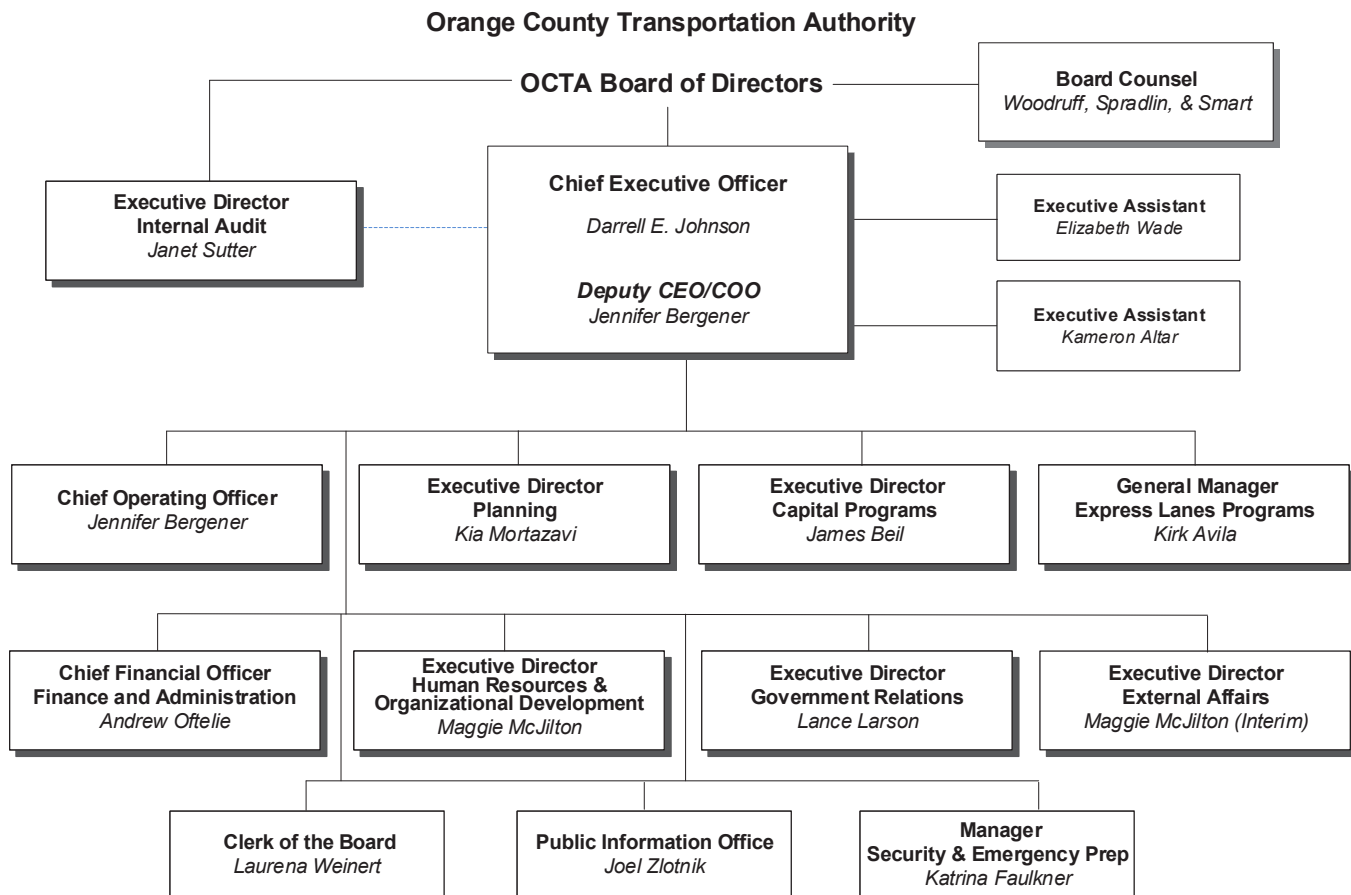 Orange County Transportation Authority
OCTA Board of Directors
Board Counsel
Woodruff, Spradlin, & Smart
Executive Director
Internal Audit
Janet Sutter
Chief Executive Officer
Darrell E. Johnson
Deputy CEO/COO
Jennifer Bergener
Executive Assistant
Elizabeth Wade
Executive Assistant
Kameron Altar
Chief Operating Officer
Jennifer Bergener
Executive Director
Planning
Kia Mortazavi
Executive Director
Capital Programs
James Beil
General Manager
Express Lanes Programs
Kirk Avila
Chief Financial Officer
Finance and Administration
Andrew Oftelie
Executive Director
Human Resources &
Organizational Development
Maggie McJilton
Executive Director
Government Relations
Lance Larson
Executive Director
External Affairs
Maggie McJilton (Interim)
Clerk of the Board
Laurena Weinert
Public Information Office
Joel Zlotnik
Manager
Security & Emergency Prep
Katrina Faulkner